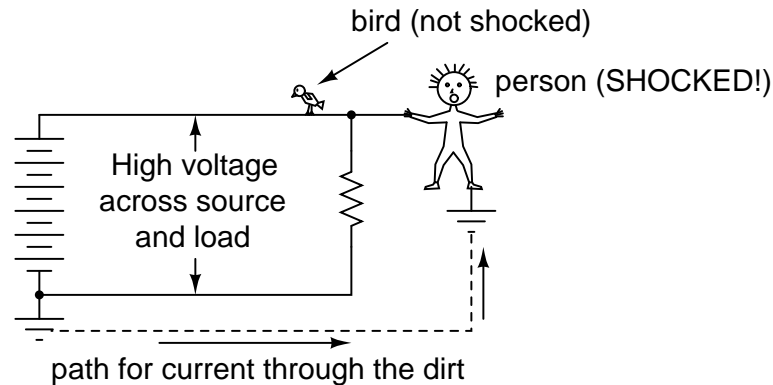 bird (not shocked)
person (SHOCKED!)
High voltage
across source
and load
path for current through the dirt